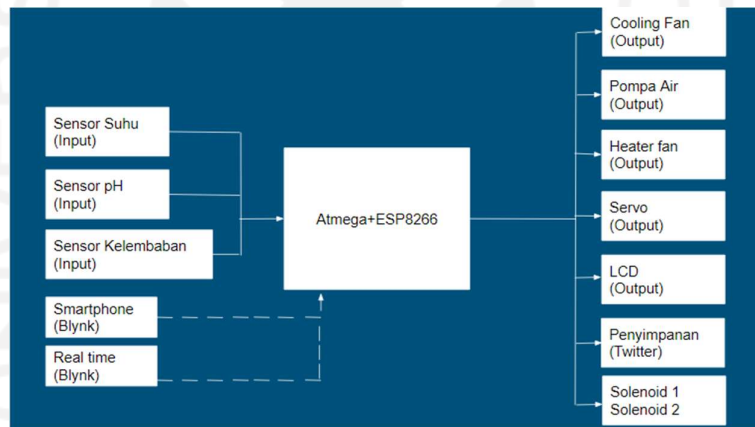 Sensor Suhu
(Input)
Sensor pH
(Input)
Sensor Kelembaban
(Input)
Smartphone
(Blynk)
Real time
(Blynk)
Atmega+ESP8266
Cooling Fan
(Output)
Pompa Air
(Output)
Heater fan
(Output)
Servo
(Output)
LCD
(Output)
Penyimpanan
(Twitter)
Solenoid 1
Solenoid 2